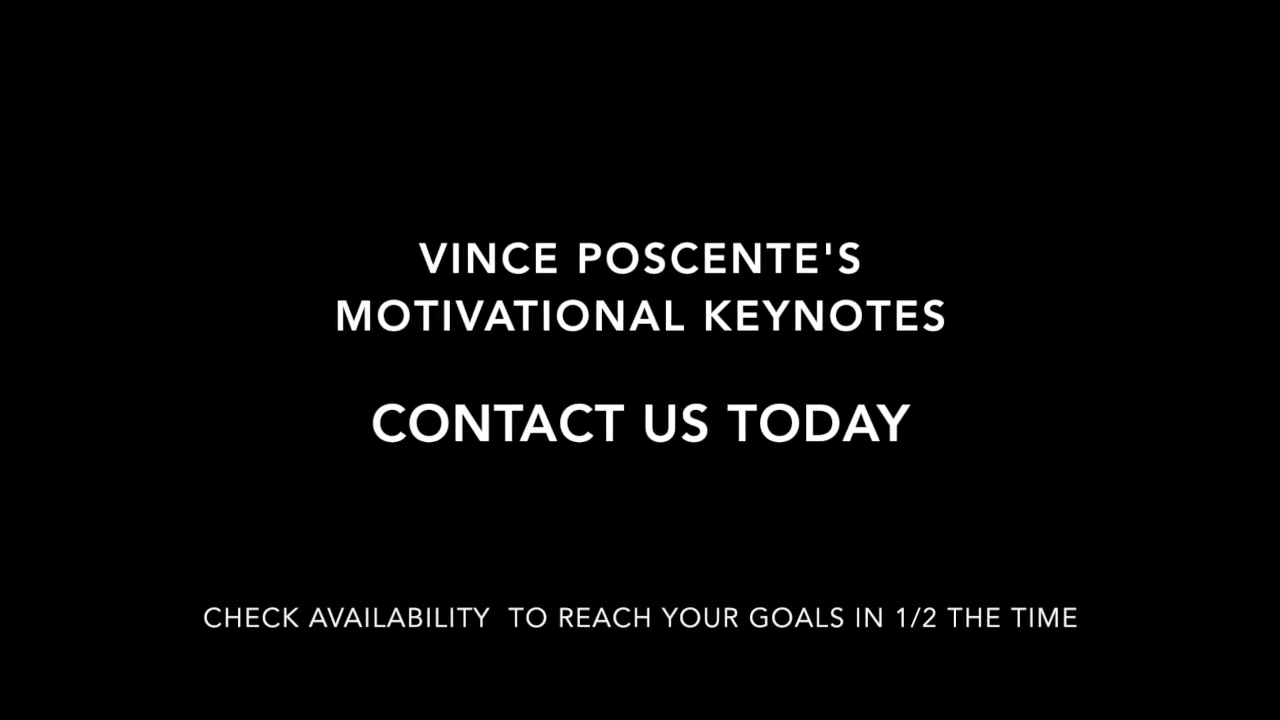 VINCE POSCENTE'S
MOTIVATIONAL KEYNOTES
CONTACT US TODAY
CHECK AVAILABILITY  TO REACH YOUR GOALS IN 1/2 THE TIME